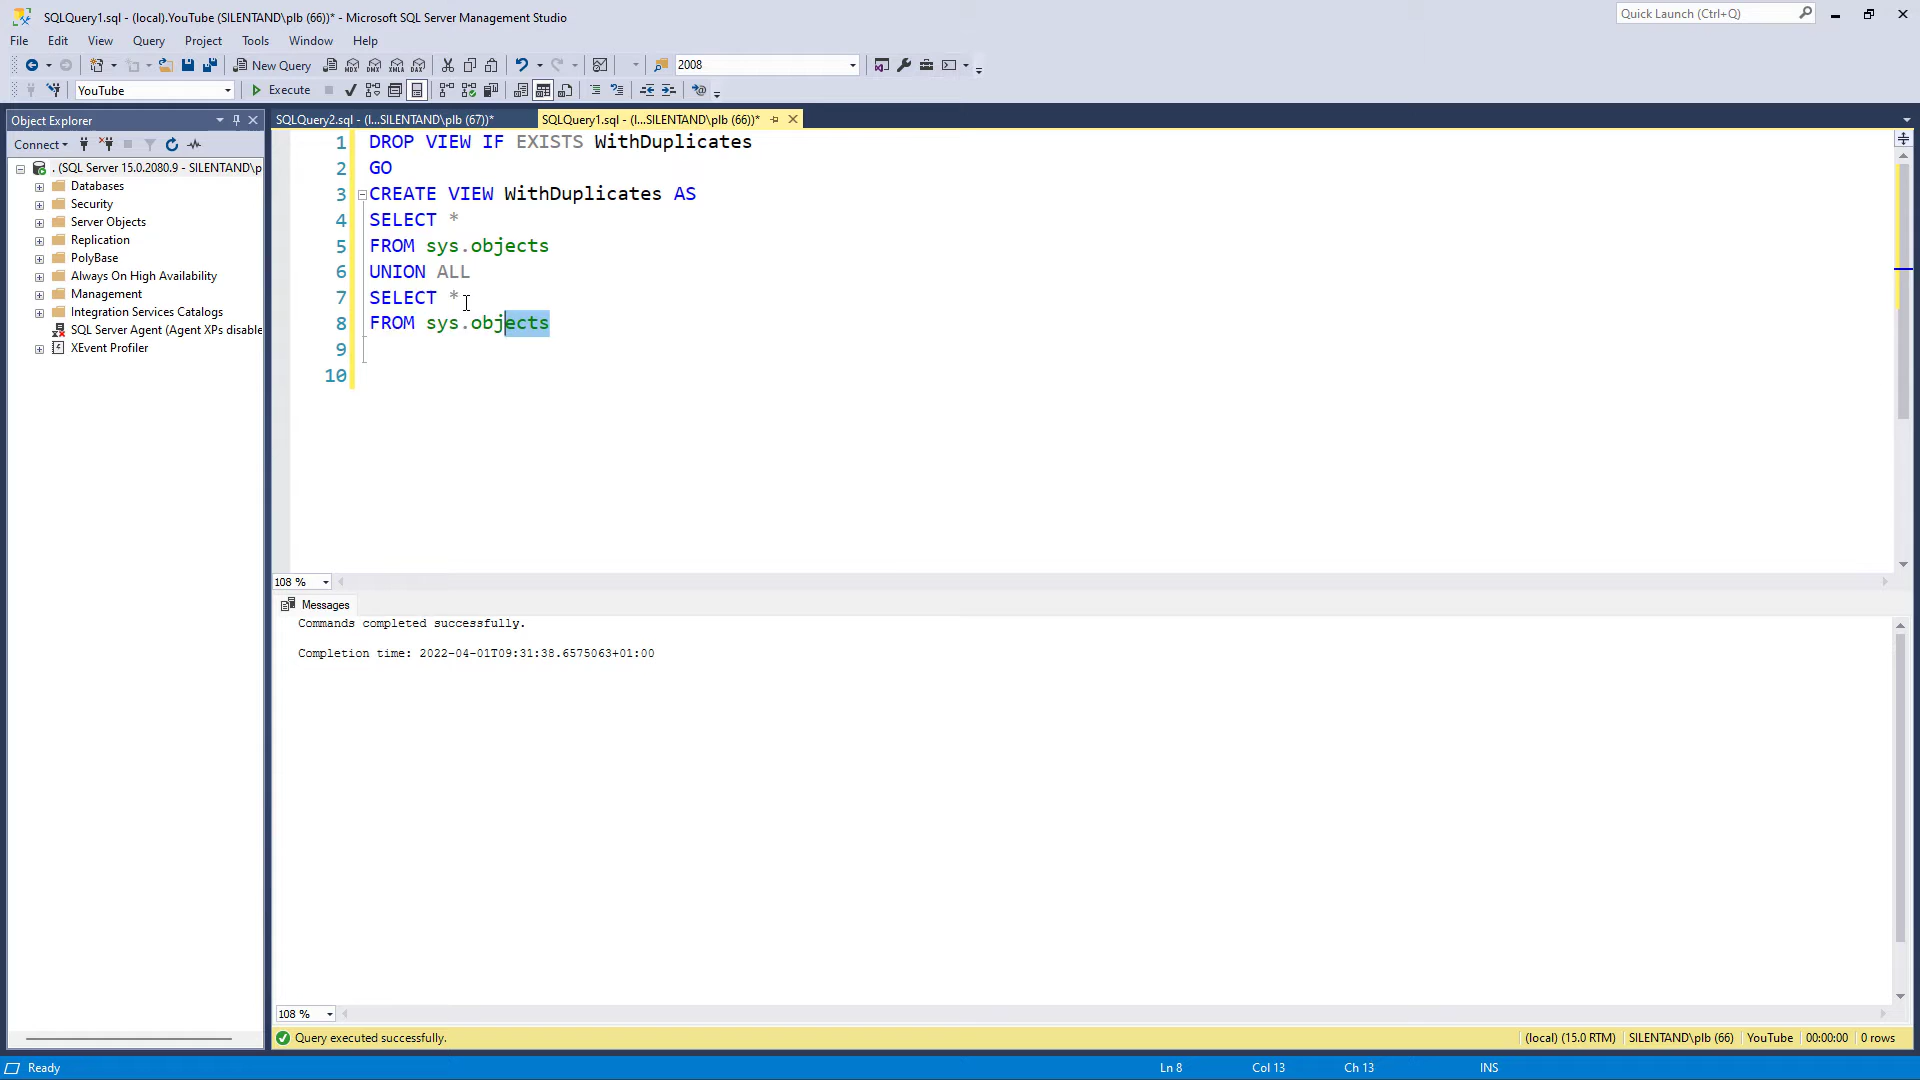 SQLQuery1.sql - (local).YouTube (SILENTAND\plb (66))* - Microsoft SQL Server Management Studio
Quick Launch (Ctrl+Q)
File Edit View Query Project Tools Window Help
New Query
2008
YouTube
Execute
Object Explorer
SQLQuery2.sql - (l...SILENTAND\plb (67))*
SQLQuery1.sql - (l...SILENTAND\plb (66))*
Connect
. (SQL Server 15.0.2080.9 - SILENTAND\p
Databases
Security
Server Objects
Replication
PolyBase
Always On High Availability
Management
Integration Services Catalogs
SQL Server Agent (Agent XPs disable
XEvent Profiler
1 DROP VIEW IF EXISTS WithDuplicates
2 GO
3 CREATE VIEW WithDuplicates AS
4 SELECT *
5 FROM sys.objects
6 UNION ALL
7 SELECT *
8 FROM sys.objects
9
10
108 %
Messages
Commands completed successfully.
Completion time: 2022-04-01T09:31:38.6575063+01:00
108 %
Query executed successfully.
(local) (15.0 RTM) SILENTAND\plb (66) YouTube 00:00:00 0 rows
Ready
Ln 8 Col 13 Ch 13 INS